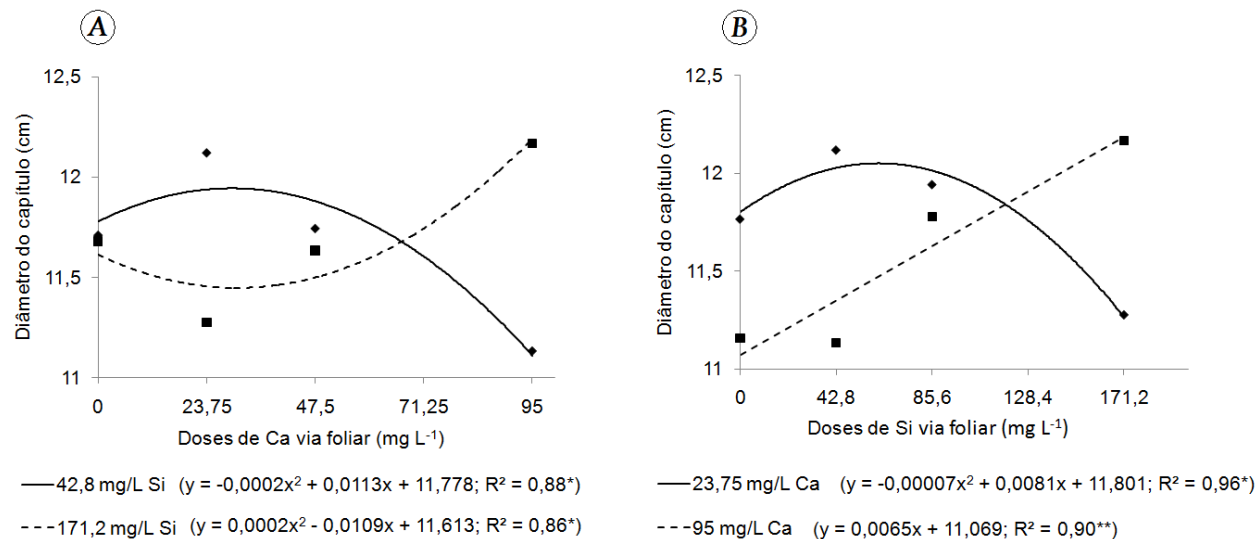 A
Diâmetro do capítulo (cm)
12,5
12
11,5
11
0 23,75 47,5 71,25 95
Doses de Ca via foliar (mg L⁻¹)
42,8 mg/L Si (y = -0,0002x² + 0,0113x + 11,778; R² = 0,88*)
171,2 mg/L Si (y = 0,0002x² - 0,0109x + 11,613; R² = 0,86*)
B
Diâmetro do capítulo (cm)
12,5
12
11,5
11
0 42,8 85,6 128,4 171,2
Doses de Si via foliar (mg L⁻¹)
23,75 mg/L Ca (y = -0,00007x² + 0,0081x + 11,801; R² = 0,96*)
95 mg/L Ca (y = 0,0065x + 11,069; R² = 0,90**)